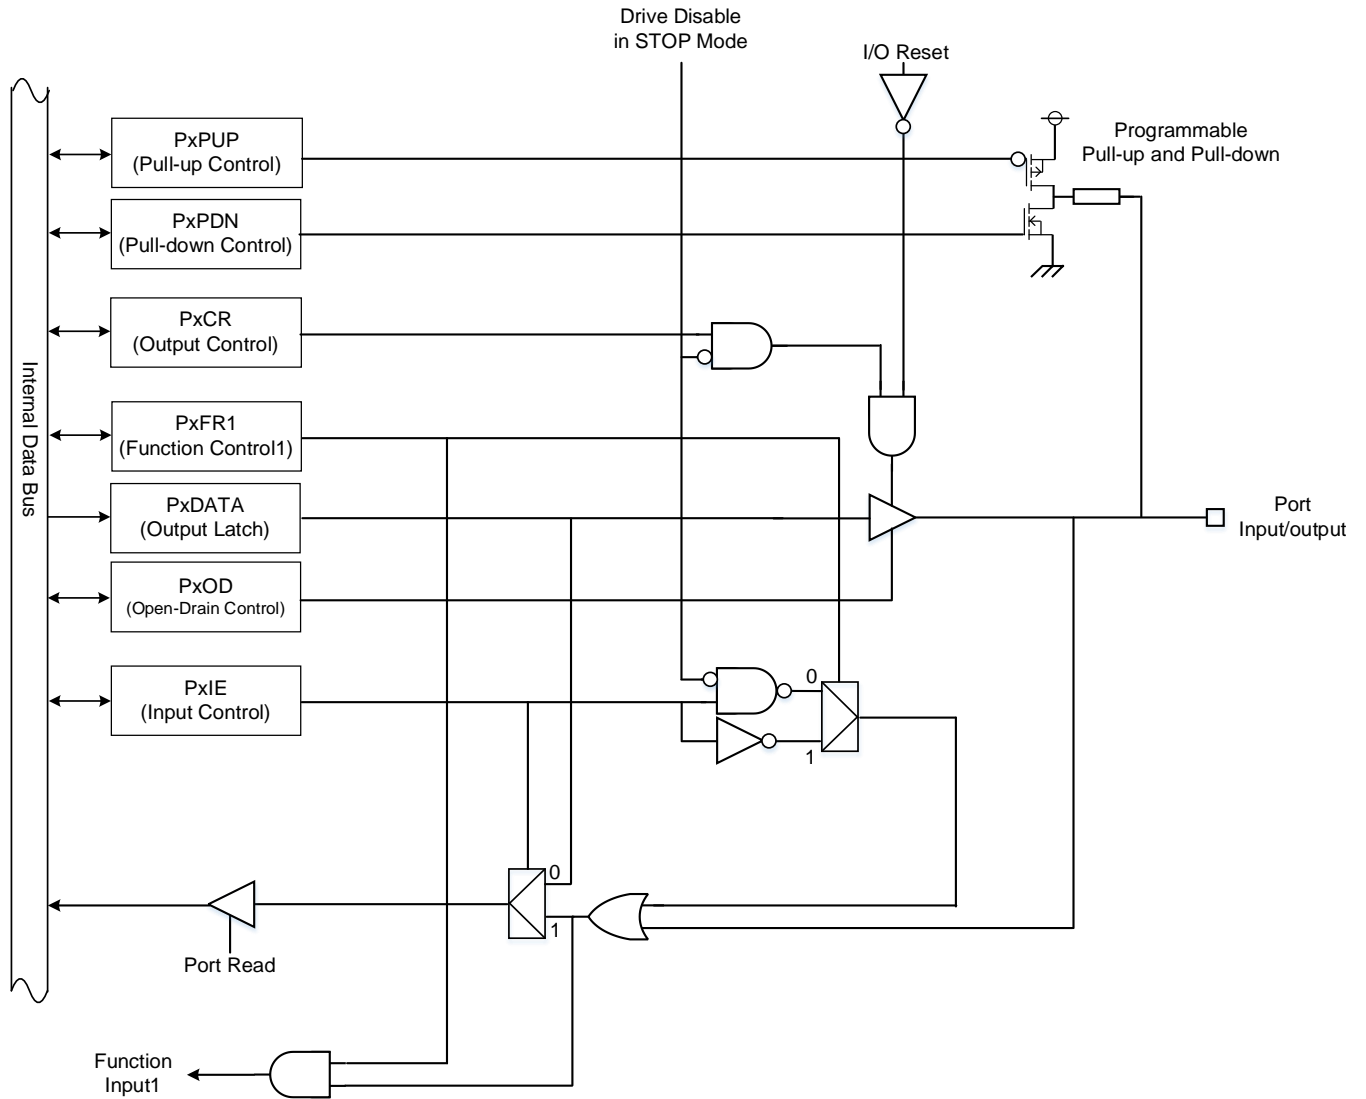 Drive Disable
in STOP Mode
I/O Reset
Programmable
Pull-up and Pull-down
PxPUP
(Pull-up Control)
PxPDN
(Pull-down Control)
PxCR
(Output Control)
Internal Data Bus
PxFR1
(Function Control1)
PxDATA
(Output Latch)
Port
Input/output
PxOD
(Open-Drain Control)
PxIE
(Input Control)
0
1
0
1
Port Read
Function
Input1